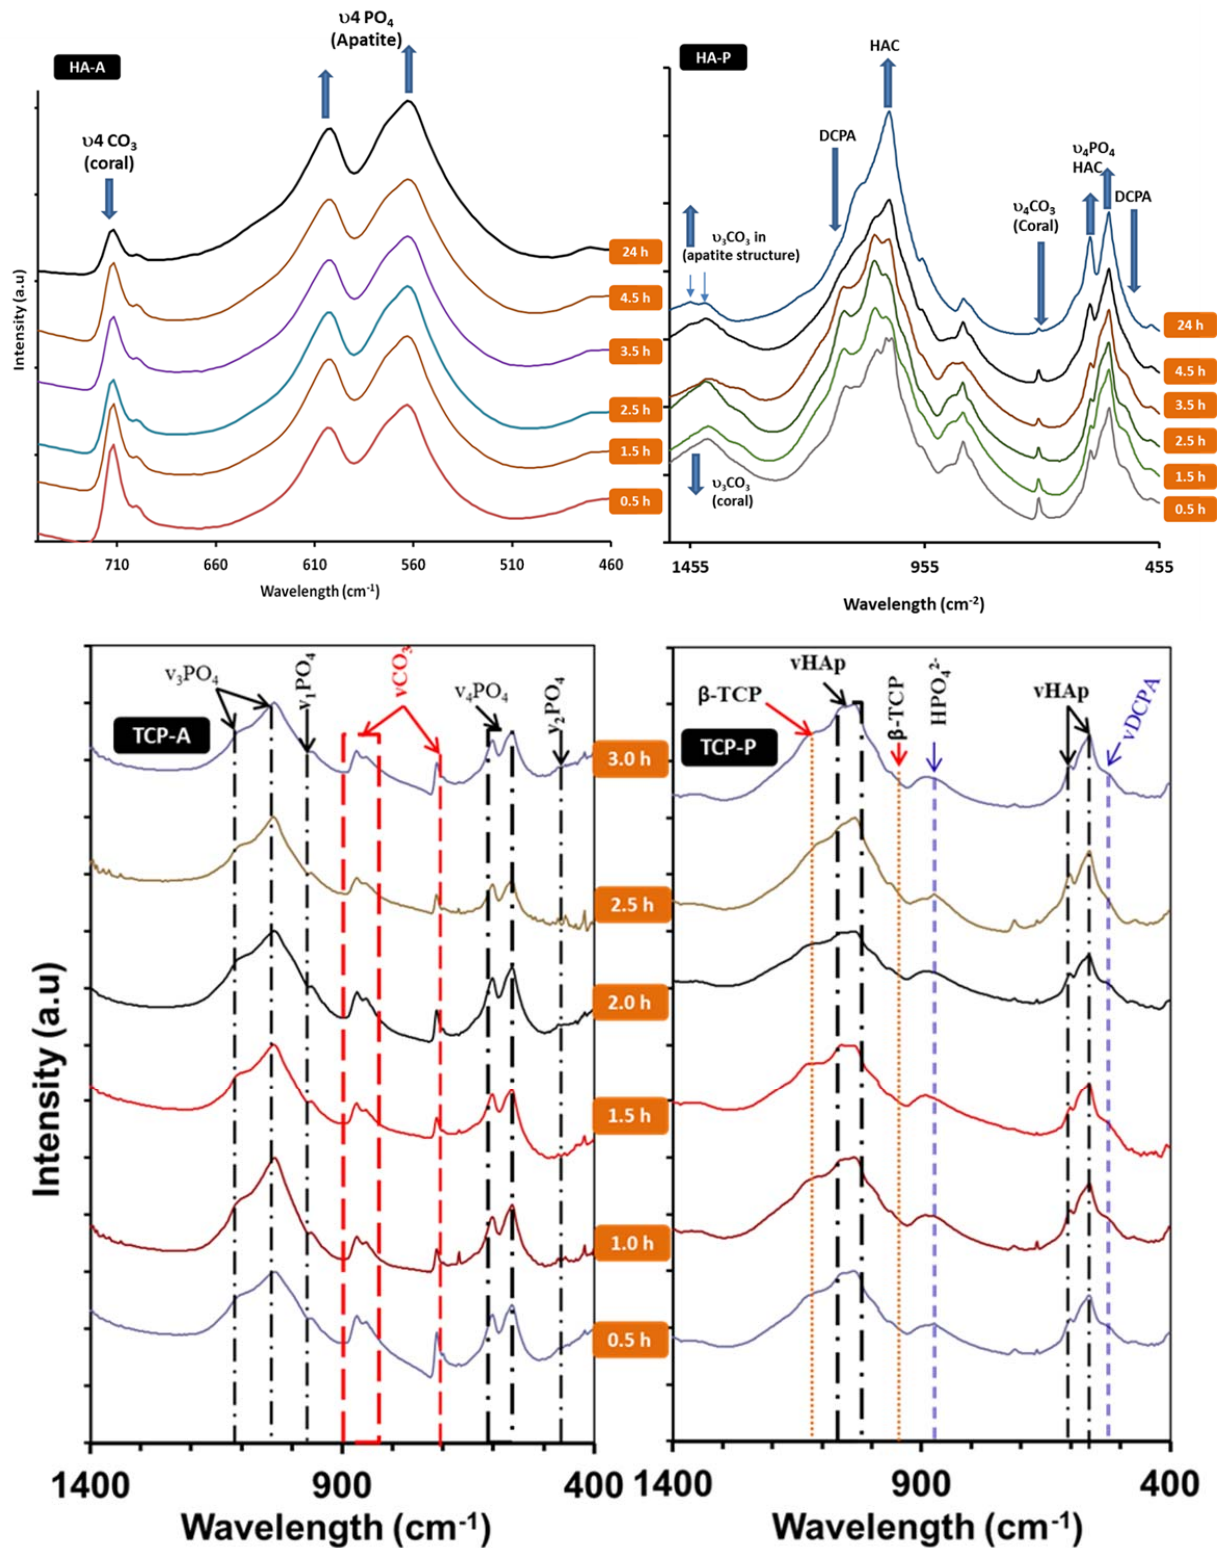 υ4 PO4
(Apatite)
HA-A
υ4 CO3
(coral)
Intensity (a.u)
24 h
4.5 h
3.5 h
2.5 h
1.5 h
0.5 h
710 660 610 560 510 460
Wavelength (cm-1)
HA-P
HAC
DCPA
υ4PO4
HAC
DCPA
υ4CO3
(Coral)
υ3CO3 in
(apatite structure)
υ3CO3
(coral)
24 h
4.5 h
3.5 h
2.5 h
1.5 h
0.5 h
1455 955 455
Wavelength (cm-2)
v3PO4
v1PO4
vCO3
v4PO4
v2PO4
TCP-A
Intensity (a.u)
3.0 h
2.5 h
2.0 h
1.5 h
1.0 h
0.5 h
1400 900 400
Wavelength (cm-1)
β-TCP
vHAp
β-TCP
HPO42-
vHAp
vDCPA
TCP-P
1400 900 400
Wavelength (cm-1)